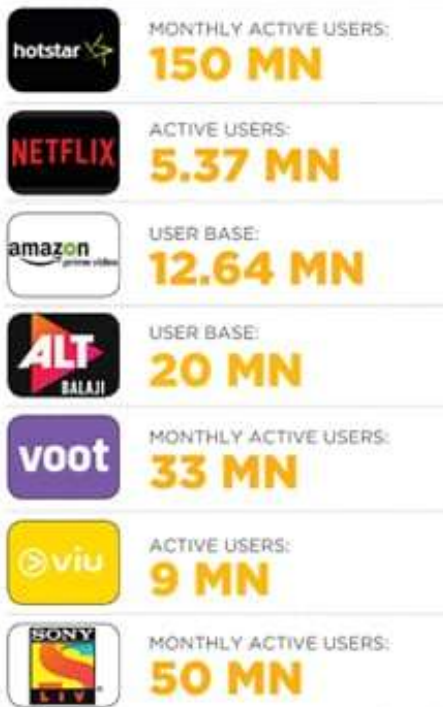 hotstar
MONTHLY ACTIVE USERS:
150 MN
NETFLIX
ACTIVE USERS:
5.37 MN
amazon
prime video
USER BASE:
12.64 MN
ALT
BALAJI
USER BASE:
20 MN
voot
MONTHLY ACTIVE USERS:
33 MN
viu
ACTIVE USERS:
9 MN
SONY
LIV
MONTHLY ACTIVE USERS:
50 MN